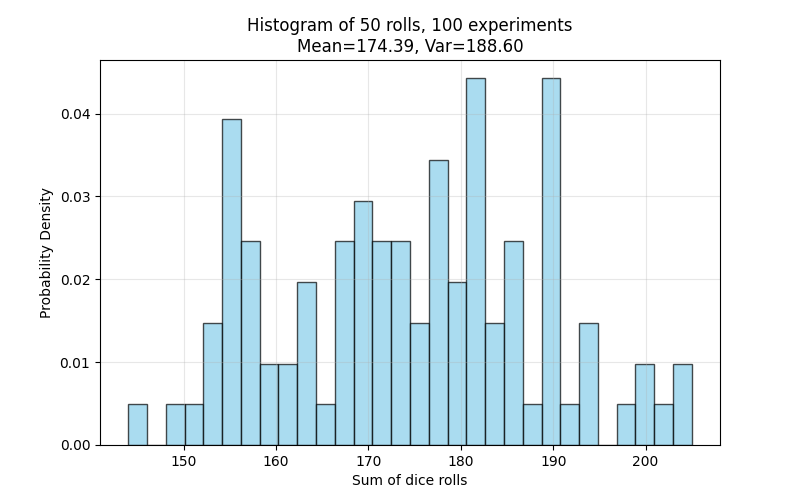 Histogram of 50 rolls, 100 experiments
Mean=174.39, Var=188.60
Probability Density
0.04
0.03
0.02
0.01
0.00
150 160 170 180 190 200
Sum of dice rolls